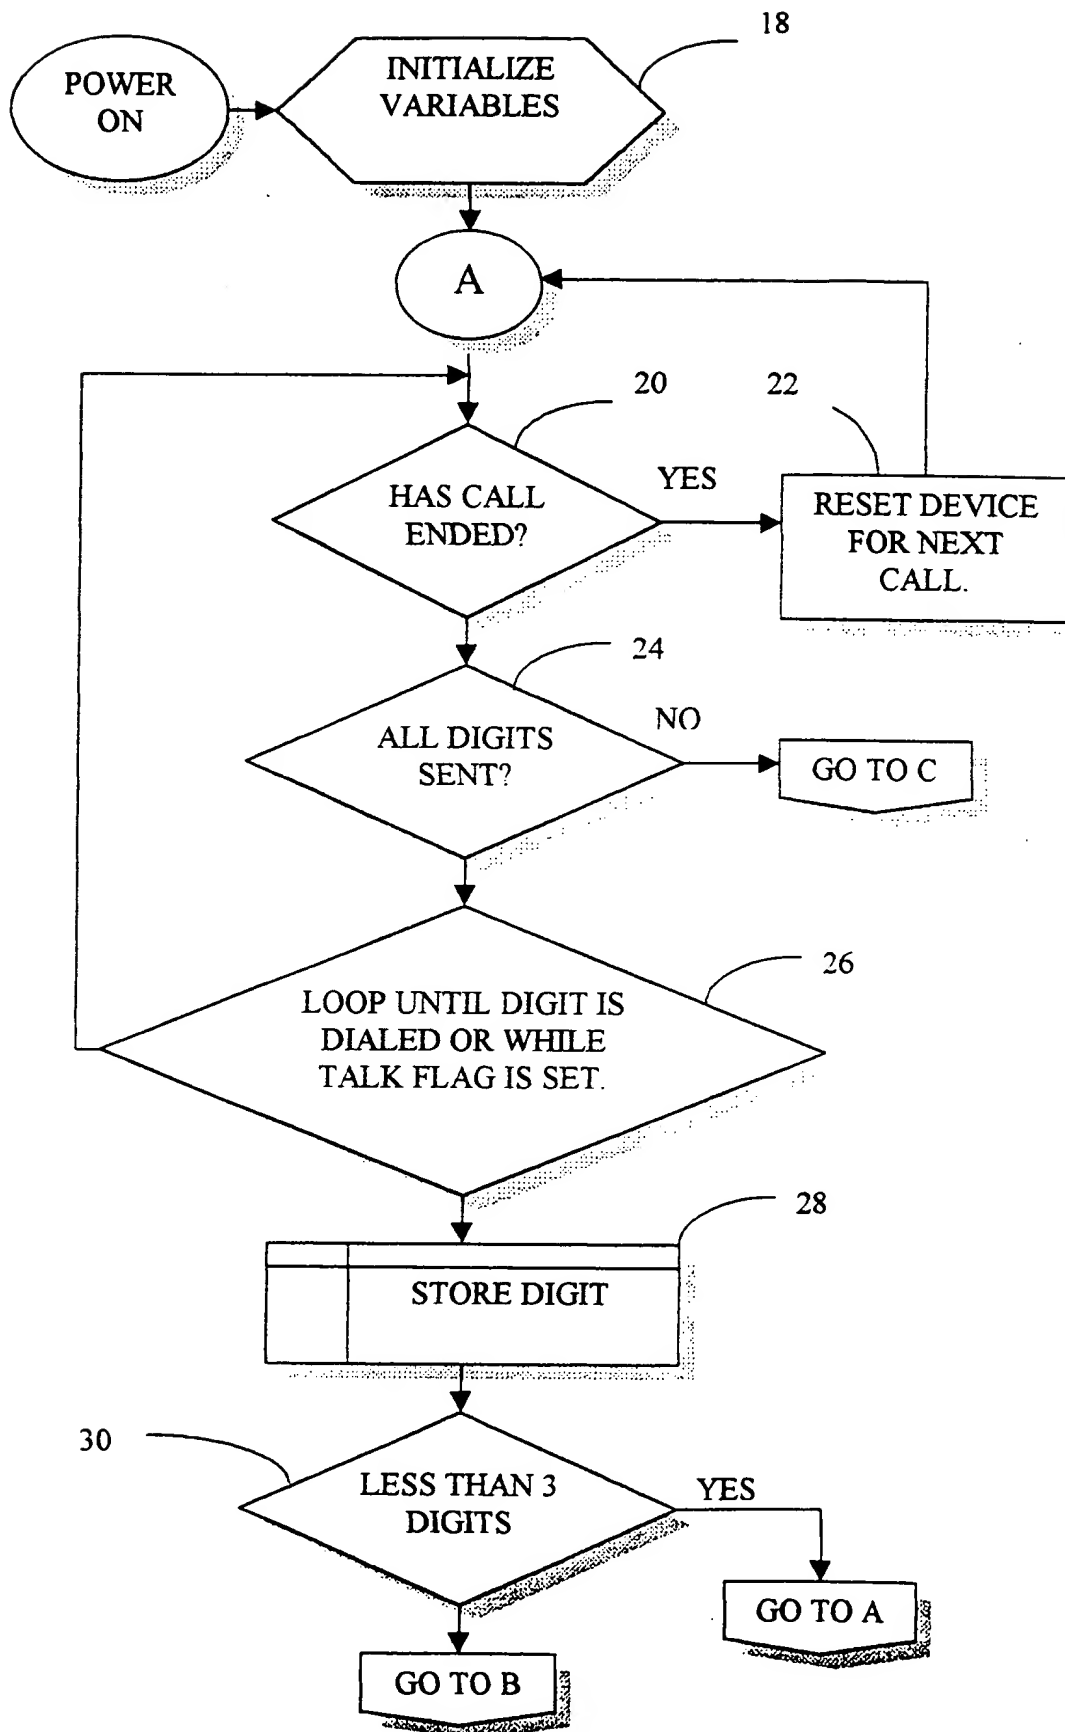 18
POWER
ON
INITIALIZE
VARIABLES
A
20
22
HAS CALL
ENDED?
YES
RESET DEVICE
FOR NEXT
CALL.
24
ALL DIGITS
SENT?
NO
GO TO C
26
LOOP UNTIL DIGIT IS
DIALED OR WHILE
TALK FLAG IS SET.
28
STORE DIGIT
30
LESS THAN 3
DIGITS
YES
GO TO A
GO TO B